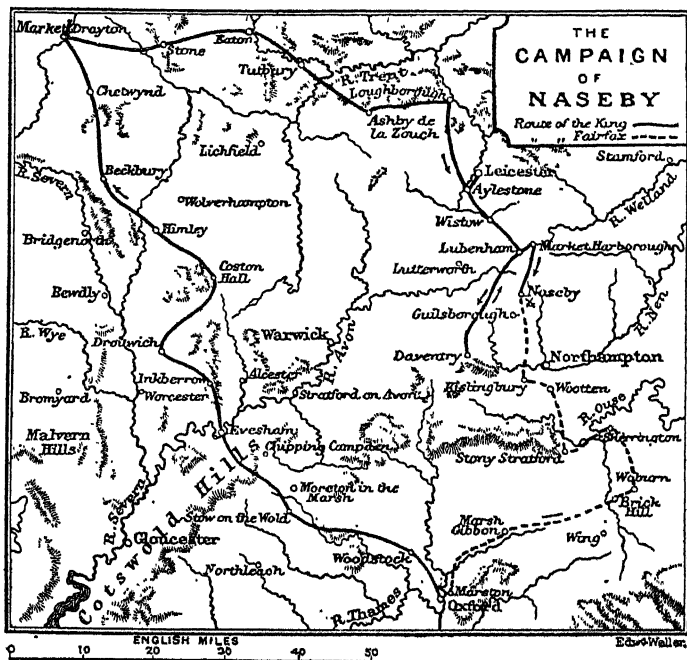 THE
CAMPAIGN
OF
NASEBY
Route of the King
" " Fairfax
Market Drayton
Stone
Eaton
Tutbury
R. Trent
Loughborough
Ashby de
la Zouch
Chetwynd
Lichfield
Stamford
Leicester
Aylestone
R. Severn
Beckbury
Wolverhampton
R. Welland
Wistow
Bridgenorth
Himley
Lubenham
Market Harborough
Coston
Hall
Lutterworth
Bewdly
Naseby
R. Nen
Guilsborough
R. Wye
Droitwich
Warwick
R. Avon
Daventry
Northampton
Alcester
Inkberrow
Worcester
Bromyard
Stratford on Avon
Kislingbury
Wootten
R. Ouse
Sherrington
Malvern
Hills
Evesham
Chipping Campden
Stony Stratford
Woburn
Moreton in the
Marsh
Brick
Hill
R. Severn
Stow on the Wold
Marsh
Gibbon
Wing
Gloucester
Cotswold Hills
Woodstock
Northleach
R. Thames
Marston
Oxford
ENGLISH MILES
Edwd. Weller
0 10 20 30 40 50